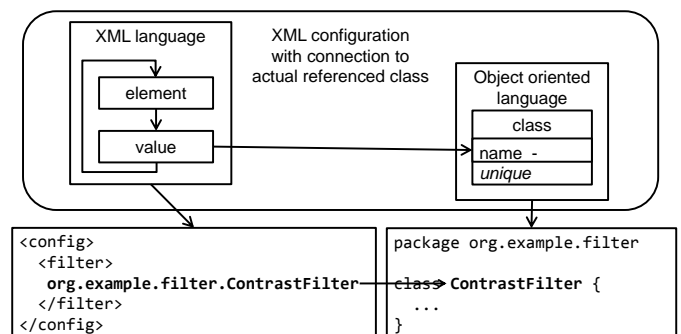 XML language
element
value
XML configuration
with connection to
actual referenced class
Object oriented
language
class
name -
unique
<config>
<filter>
org.example.filter.ContrastFilter
</filter>
</config>
package org.example.filter
class ContrastFilter {
...
}